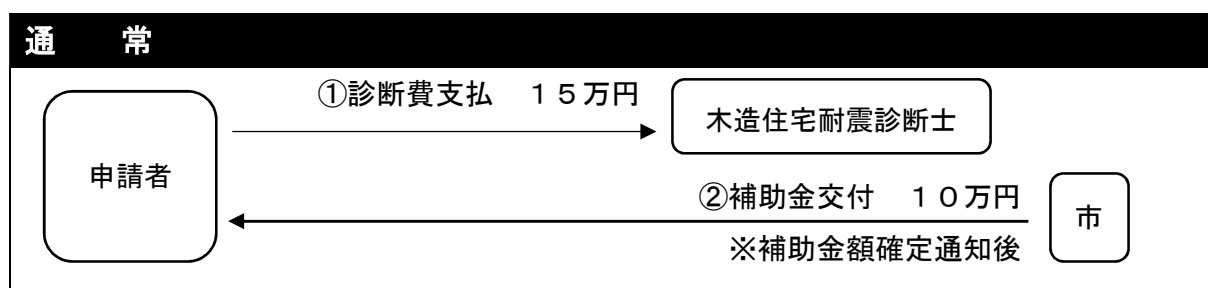 通　　常
①診断費支払　１５万円
木造住宅耐震診断士
申請者
②補助金交付　１０万円
市
※補助金額確定通知後